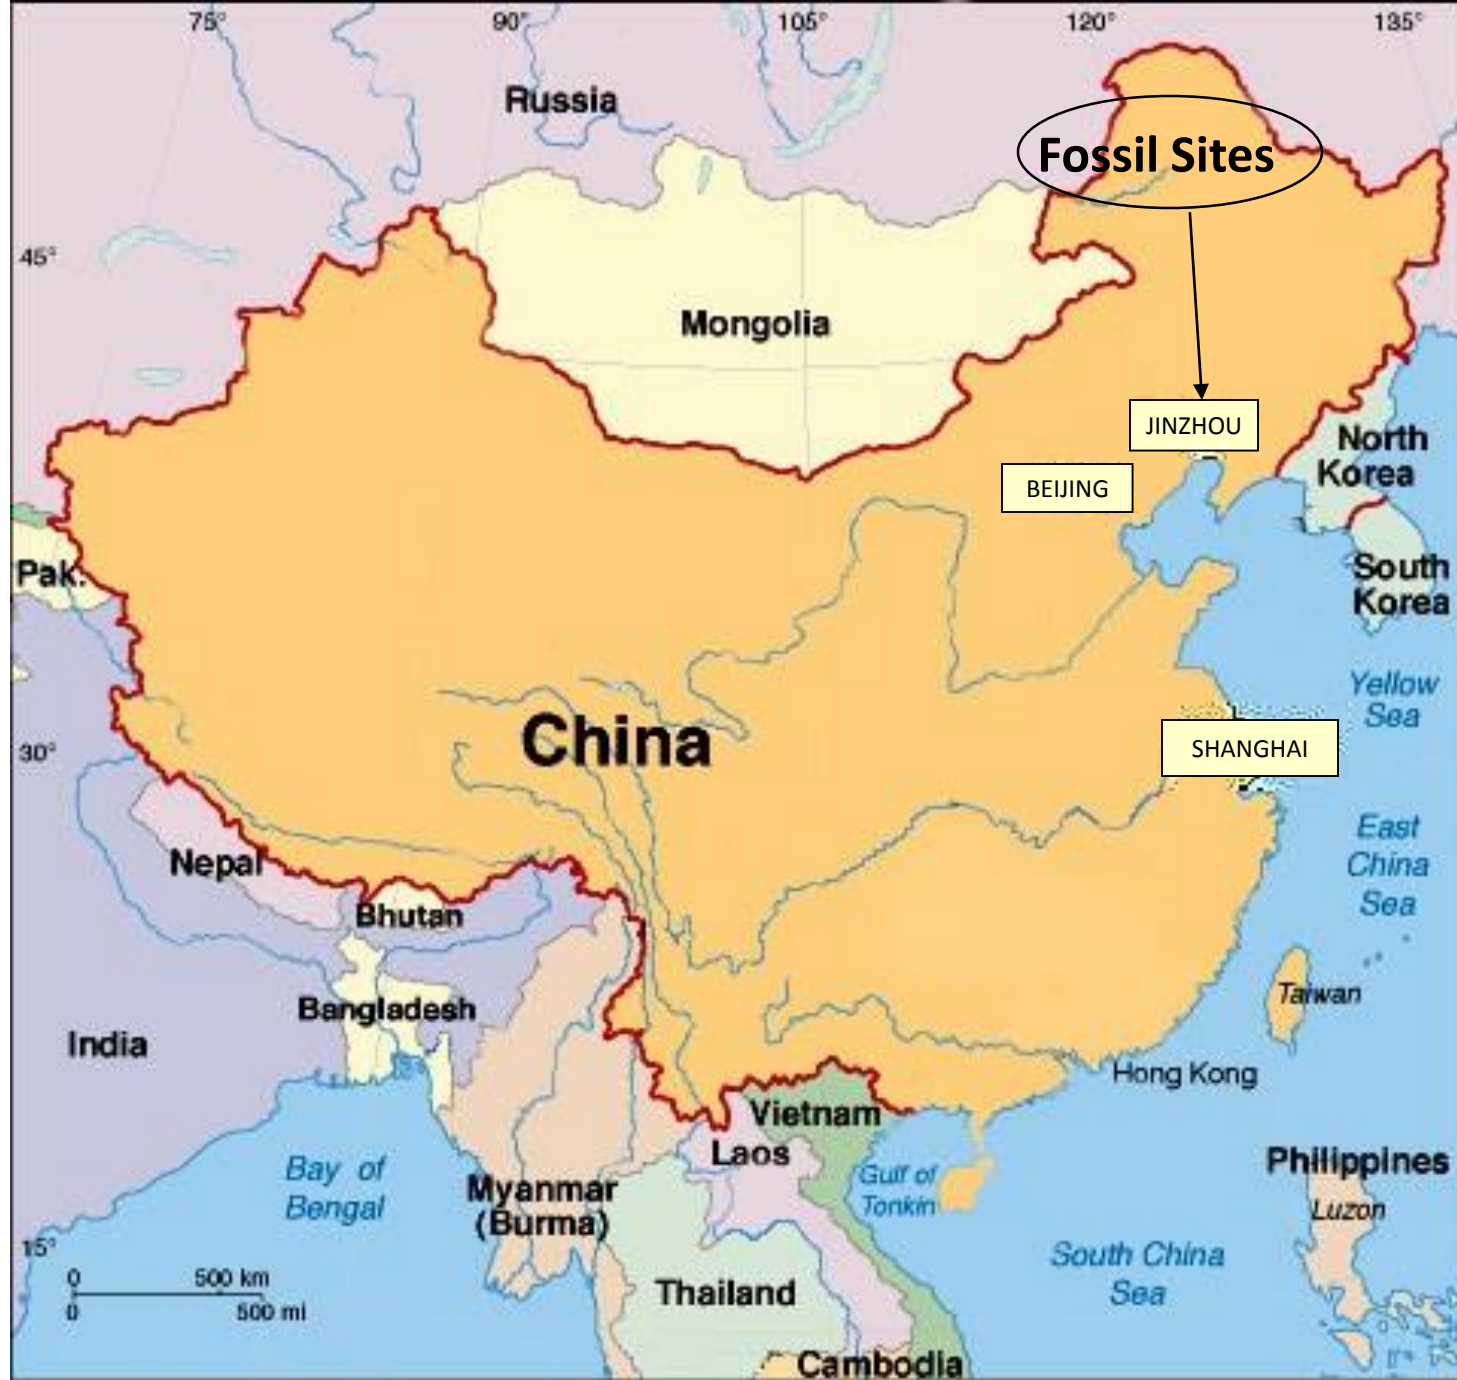 75°
90°
105°
120°
135°
Russia
Fossil Sites
45°
Mongolia
JINZHOU
North
Korea
BEIJING
Pak.
South
Korea
Yellow
Sea
China
SHANGHAI
30°
East
China
Sea
Nepal
Bhutan
Taiwan
Bangladesh
India
Hong Kong
Vietnam
Laos
Philippines
Bay of
Bengal
Gulf of
Tonkin
Myanmar
(Burma)
Luzon
15°
South China
Sea
0 500 km
0 500 mi
Thailand
Cambodia